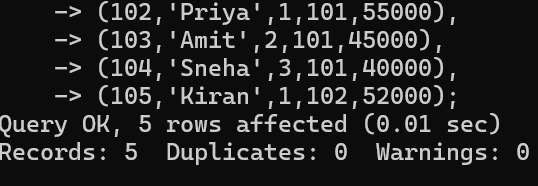 -> (102,'Priya',1,101,55000),
-> (103,'Amit',2,101,45000),
-> (104,'Sneha',3,101,40000),
-> (105,'Kiran',1,102,52000);
Query OK, 5 rows affected (0.01 sec)
Records: 5  Duplicates: 0  Warnings: 0